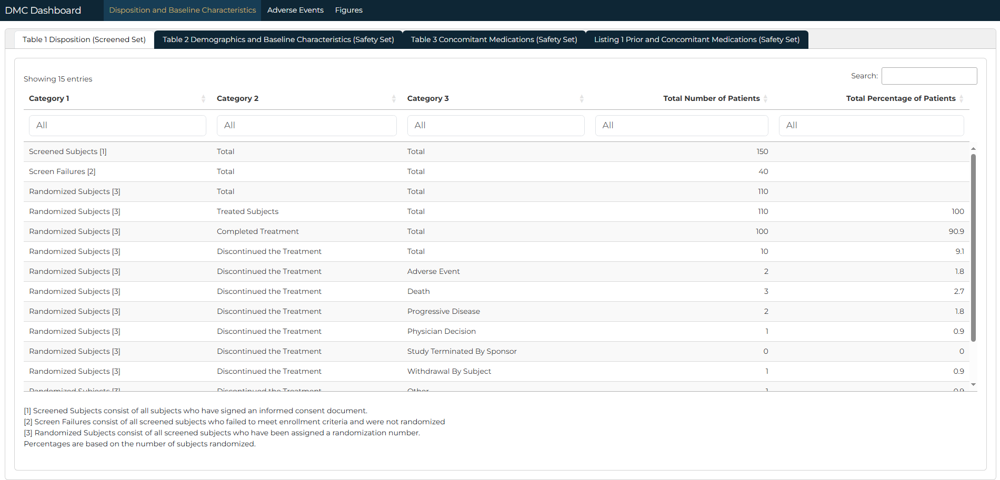 DMC Dashboard Disposition and Baseline Characteristics Adverse Events Figures
Table 1 Disposition (Screened Set) Table 2 Demographics and Baseline Characteristics (Safety Set) Table 3 Concomitant Medications (Safety Set) Listing 1 Prior and Concomitant Medications (Safety Set)
Search:
Showing 15 entries
Category 1 Category 2 Category 3 Total Number of Patients Total Percentage of Patients
All All All All All
Screened Subjects [1] Total Total 150
Screen Failures [2] Total Total 40
Randomized Subjects [3] Total Total 110
Randomized Subjects [3] Treated Subjects Total 110 100
Randomized Subjects [3] Completed Treatment Total 100 90.9
Randomized Subjects [3] Discontinued the Treatment Total 10 9.1
Randomized Subjects [3] Discontinued the Treatment Adverse Event 2 1.8
Randomized Subjects [3] Discontinued the Treatment Death 3 2.7
Randomized Subjects [3] Discontinued the Treatment Progressive Disease 2 1.8
Randomized Subjects [3] Discontinued the Treatment Physician Decision 1 0.9
Randomized Subjects [3] Discontinued the Treatment Study Terminated By Sponsor 0 0
Randomized Subjects [3] Discontinued the Treatment Withdrawal By Subject 1 0.9
Randomized Subjects [3] Discontinued the Treatment Other 1 0.9
[1] Screened Subjects consist of all subjects who have signed an informed consent document.
[2] Screen Failures consist of all screened subjects who failed to meet enrollment criteria and were not randomized
[3] Randomized Subjects consist of all screened subjects who have been assigned a randomization number.
Percentages are based on the number of subjects randomized.